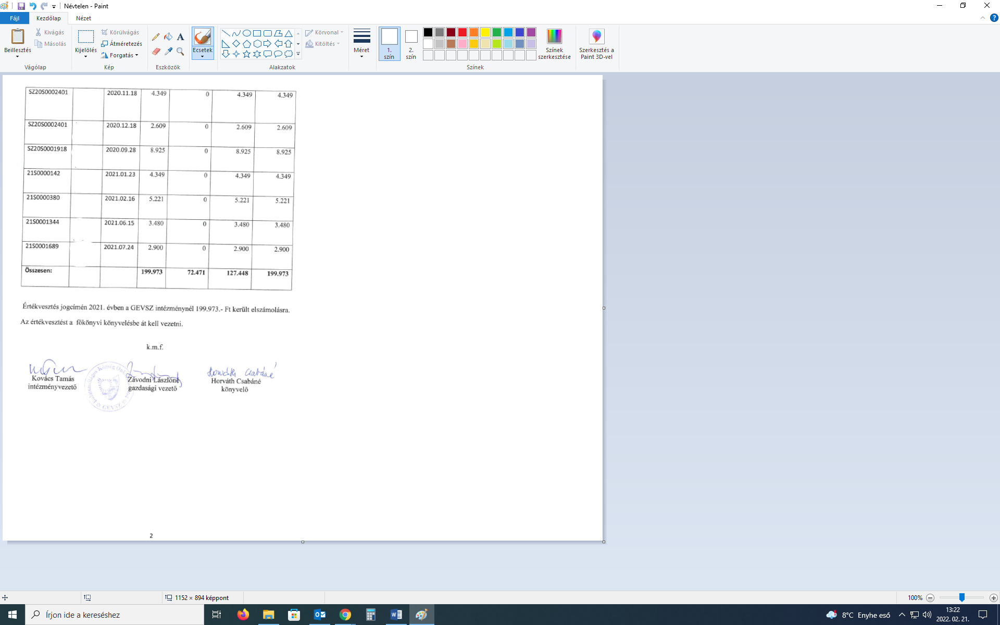 Névtelen - Paint
Fájl Kezdőlap Nézet
Beillesztés Kivágás Másolás Vágólap
Kijelölés Körülvágás Átméretezés Forgatás Kép
A Eszközök
Ecsetek
Körvonal Kitöltés Alakzatok
Méret
1. szín 2. szín Színek szerkesztése Színek
Szerkesztés a Paint 3D-vel
SZ20S0002401 2020.11.18 4.349 0 4.349 4.349
SZ20S0002401 2020.12.18 2.609 0 2.609 2.609
SZ20S0001918 2020.09.28 8.925 0 8.925 8.925
21S0000142 2021.01.23 4.349 0 4.349 4.349
21S0000380 2021.02.16 5.221 0 5.221 5.221
21S0001344 2021.06.15 3.480 0 3.480 3.480
21S0001689 2021.07.24 2.900 0 2.900 2.900
Összesen: 199.973 72.471 127.448 199.973
Értékvesztés jogcímén 2021. évben a GEVSZ intézménynél 199.973.- Ft került elszámolásra.
Az értékvesztést a főkönyvi könyvelésbe át kell vezetni.
k.m.f.
Horváth Csabáné
Kovács Tamás Závodni Lászlóné Horváth Csabáné
intézményvezető gazdasági vezető könyvelő
GEVSZ
2
1152 × 894 képpont 100%
Írjon ide a kereséshez
8°C Enyhe eső
13:22
2022. 02. 21.